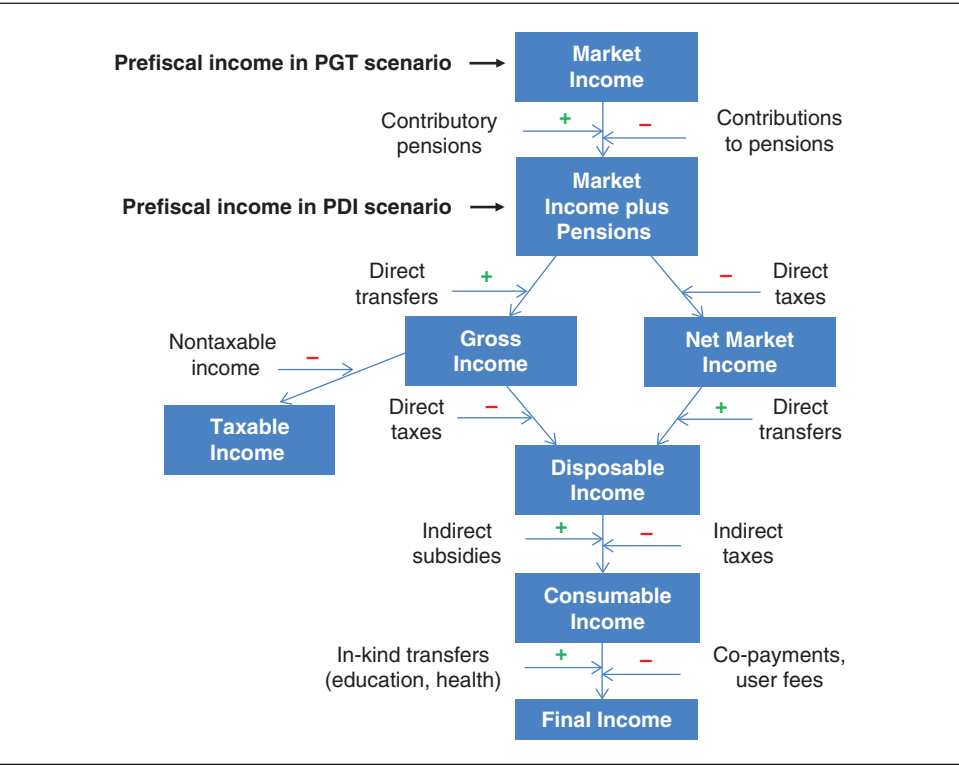 Prefiscal income in PGT scenario
Market
Income
Contributory
pensions
+
–
Contributions
to pensions
Prefiscal income in PDI scenario
Market
Income plus
Pensions
Direct
transfers
+
–
Direct
taxes
Nontaxable
income
–
Gross
Income
Net Market
Income
Taxable
Income
Direct
taxes
–
+
Direct
transfers
Disposable
Income
Indirect
subsidies
+
–
Indirect
taxes
Consumable
Income
In-kind transfers
(education, health)
+
–
Co-payments,
user fees
Final Income